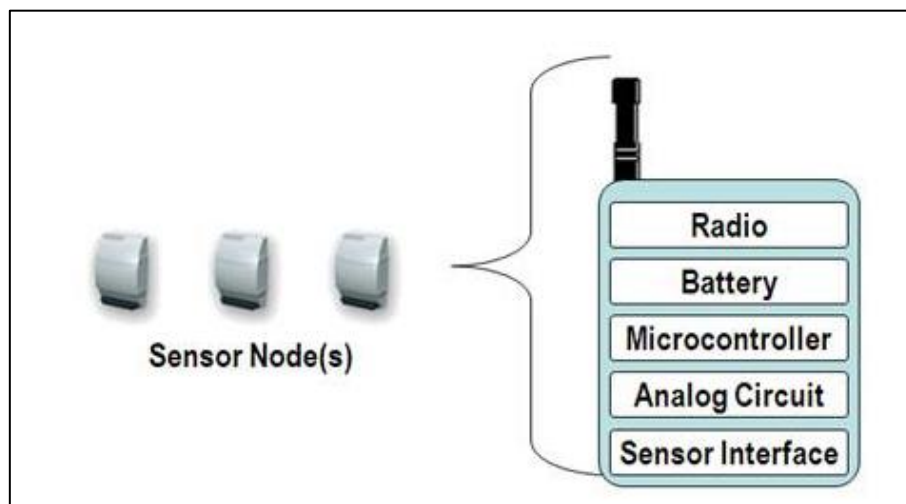 Sensor Node(s)
Radio
Battery
Microcontroller
Analog Circuit
Sensor Interface